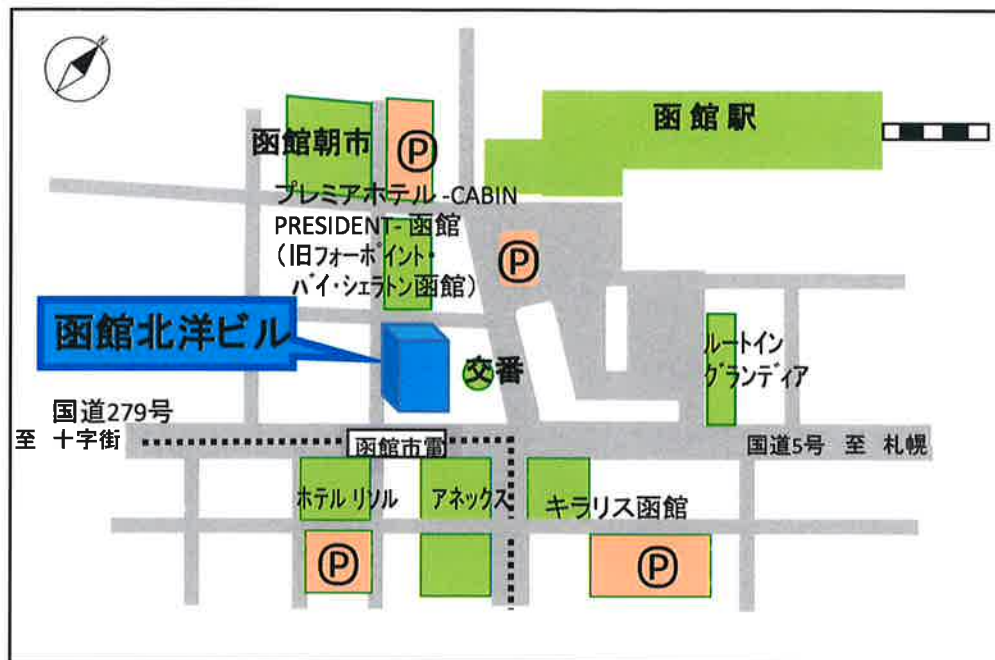 函館駅
函館朝市
Ⓟ
プレミアホテル -CABIN
PRESIDENT- 函館
(旧フォーポイント・
バイ・シェラトン函館)
Ⓟ
函館北洋ビル
交番
ルートイン
グランディア
国道279号
至 十字街
函館市電
国道5号 至 札幌
ホテル リソル
アネックス
キラリス函館
Ⓟ
Ⓟ